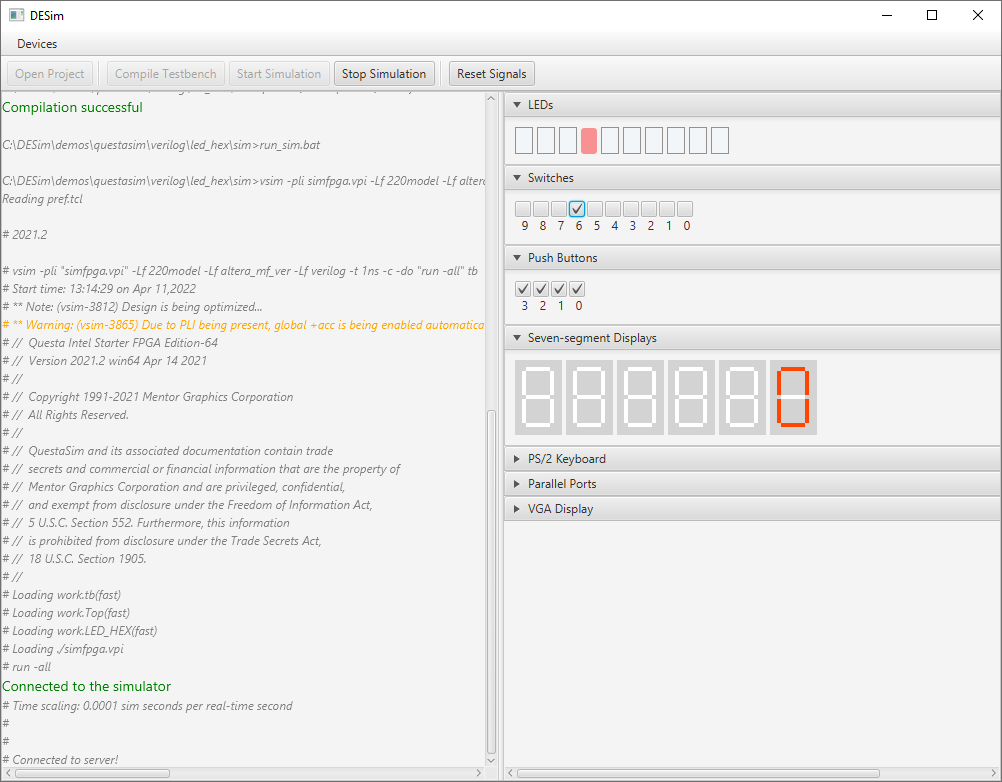 DESim
Devices
Open Project Compile Testbench Start Simulation Stop Simulation Reset Signals
Compilation successful
C:\DESim\demos\questasim\verilog\led_hex\sim>run_sim.bat
C:\DESim\demos\questasim\verilog\led_hex\sim>vsim -pli simfpga.vpi -Lf 220model -Lf altera
Reading pref.tcl
# 2021.2
# vsim -pli "simfpga.vpi" -Lf 220model -Lf altera_mf_ver -Lf verilog -t 1ns -c -do "run -all" tb
# Start time: 13:14:29 on Apr 11,2022
# ** Note: (vsim-3812) Design is being optimized...
# ** Warning: (vsim-3865) Due to PLI being present, global +acc is being enabled automatica
# // Questa Intel Starter FPGA Edition-64
# // Version 2021.2 win64 Apr 14 2021
# //
# // Copyright 1991-2021 Mentor Graphics Corporation
# // All Rights Reserved.
# //
# // QuestaSim and its associated documentation contain trade
# // secrets and commercial or financial information that are the property of
# // Mentor Graphics Corporation and are privileged, confidential,
# // and exempt from disclosure under the Freedom of Information Act,
# // 5 U.S.C. Section 552. Furthermore, this information
# // is prohibited from disclosure under the Trade Secrets Act,
# // 18 U.S.C. Section 1905.
# //
# Loading work.tb(fast)
# Loading work.Top(fast)
# Loading work.LED_HEX(fast)
# Loading ./simfpga.vpi
# run -all
Connected to the simulator
# Time scaling: 0.0001 sim seconds per real-time second
#
#
# Connected to server!
LEDs
Switches
9 8 7 6 5 4 3 2 1 0
Push Buttons
3 2 1 0
Seven-segment Displays
0
PS/2 Keyboard
Parallel Ports
VGA Display